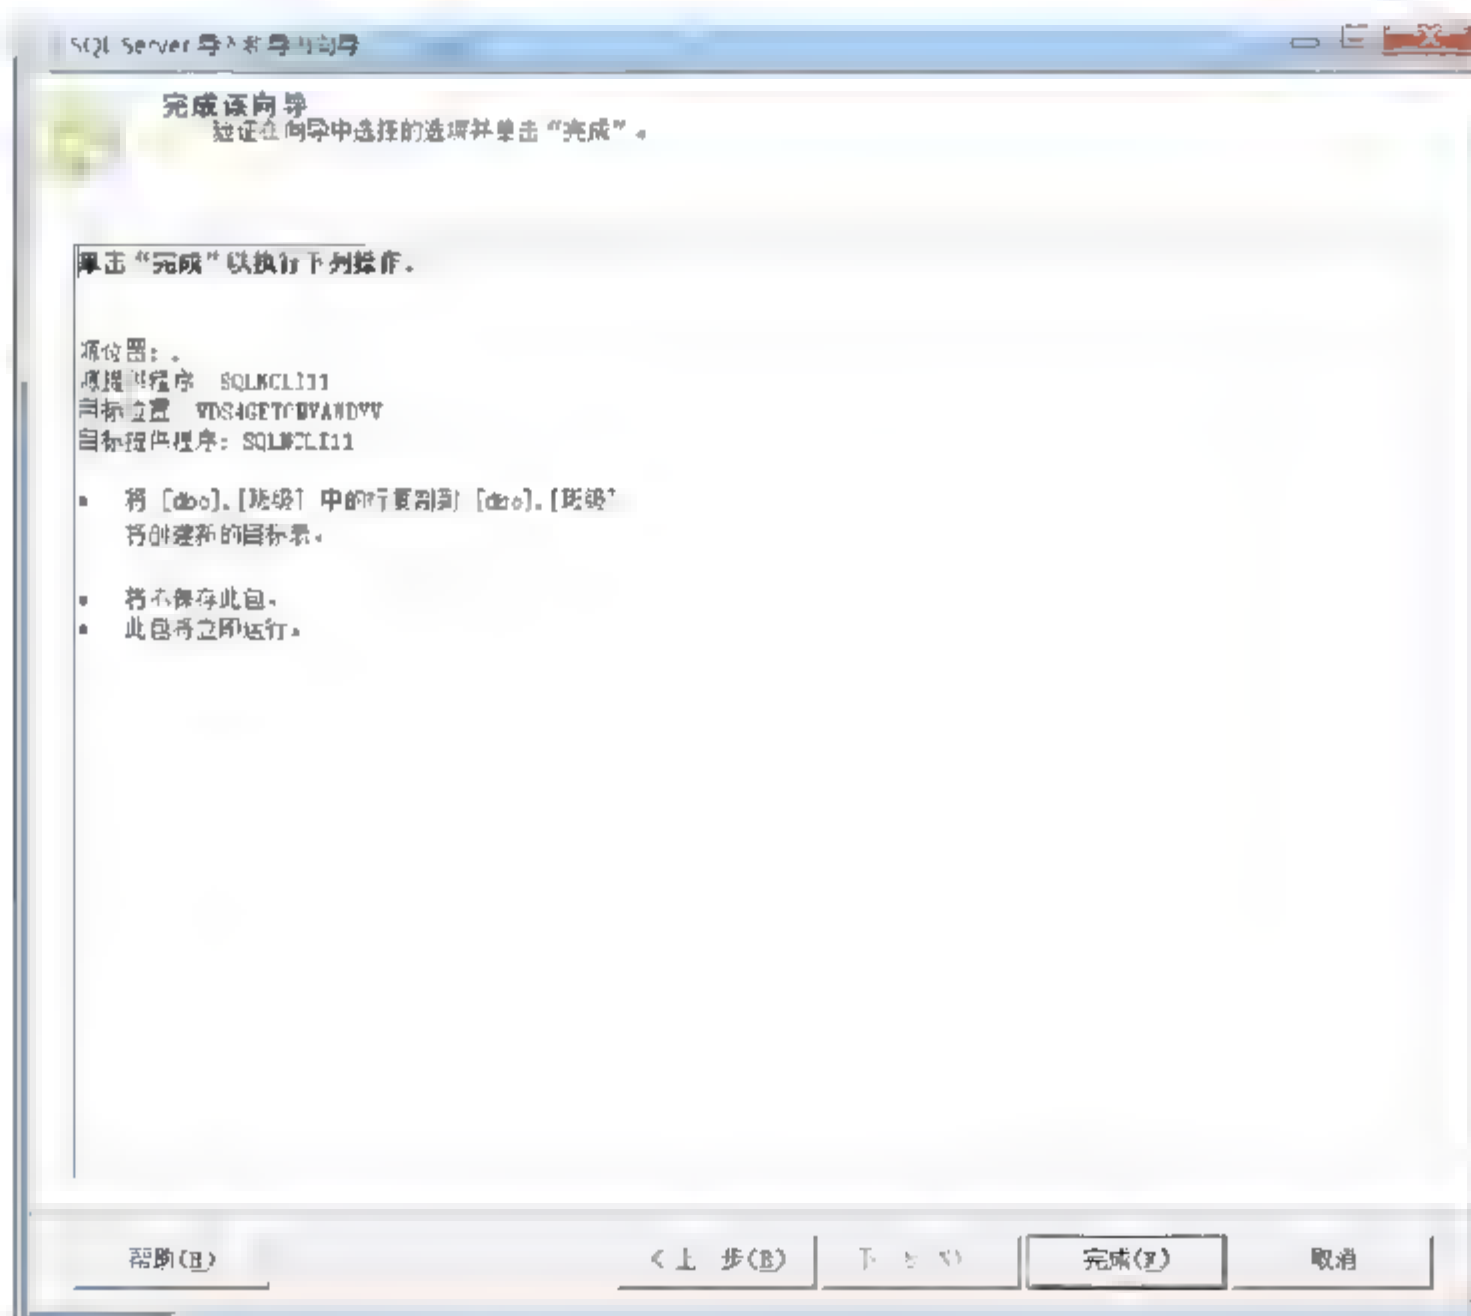 SQL Server 导入和导出向导
完成该向导
验证在向导中选择的选项并单击“完成”。
单击“完成”以执行下列操作.
源位置: .
源提供程序 SQLNCLI11
目标位置
目标提供程序: SQLNCLI11
将 [dbo].[班级] 中的行复制到 [dbo].[班级]
将创建新的目标表。
将不保存此包。
此包将立即运行。
帮助(H)
<上一步(B)
下一步(N)
完成(F)
取消